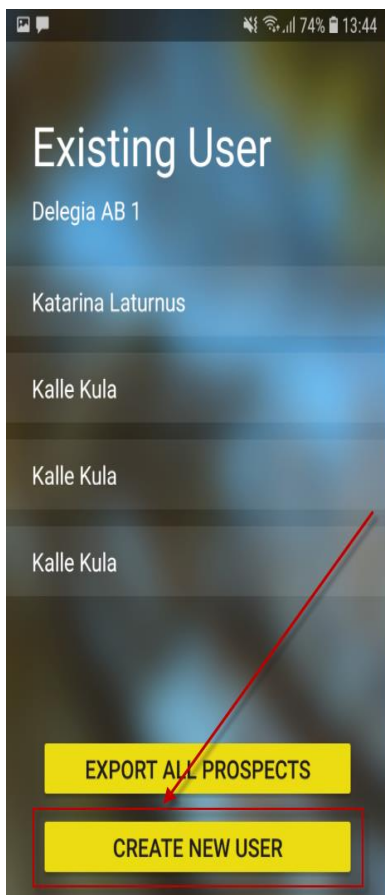 74% 13:44
Existing User
Delegia AB 1
Katarina Laturnus
Kalle Kula
Kalle Kula
Kalle Kula
EXPORT ALL PROSPECTS
CREATE NEW USER